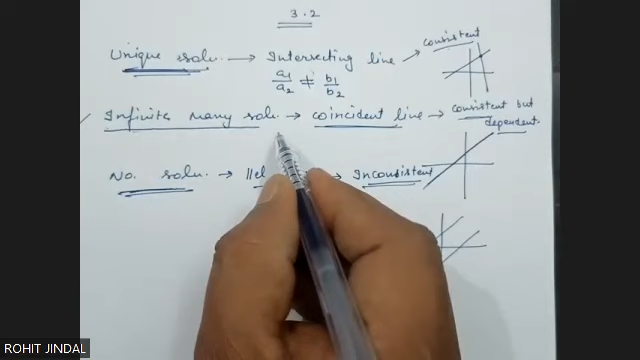 3.2
Unique solu. → Intersecting line → consistent
a1/a2 ≠ b1/b2
Infinite many solu. → coincident line → consistent but dependent.
No. solu. → llel → Inconsistent
ROHIT JINDAL